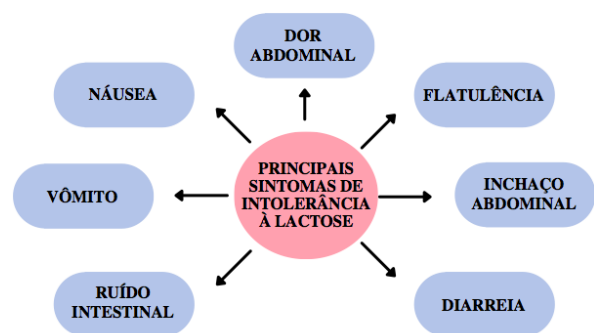 DOR
ABDOMINAL
NÁUSEA
FLATULÊNCIA
PRINCIPAIS
SINTOMAS DE
INTOLERÂNCIA
À LACTOSE
VÔMITO
INCHAÇO
ABDOMINAL
RUÍDO
INTESTINAL
DIARREIA